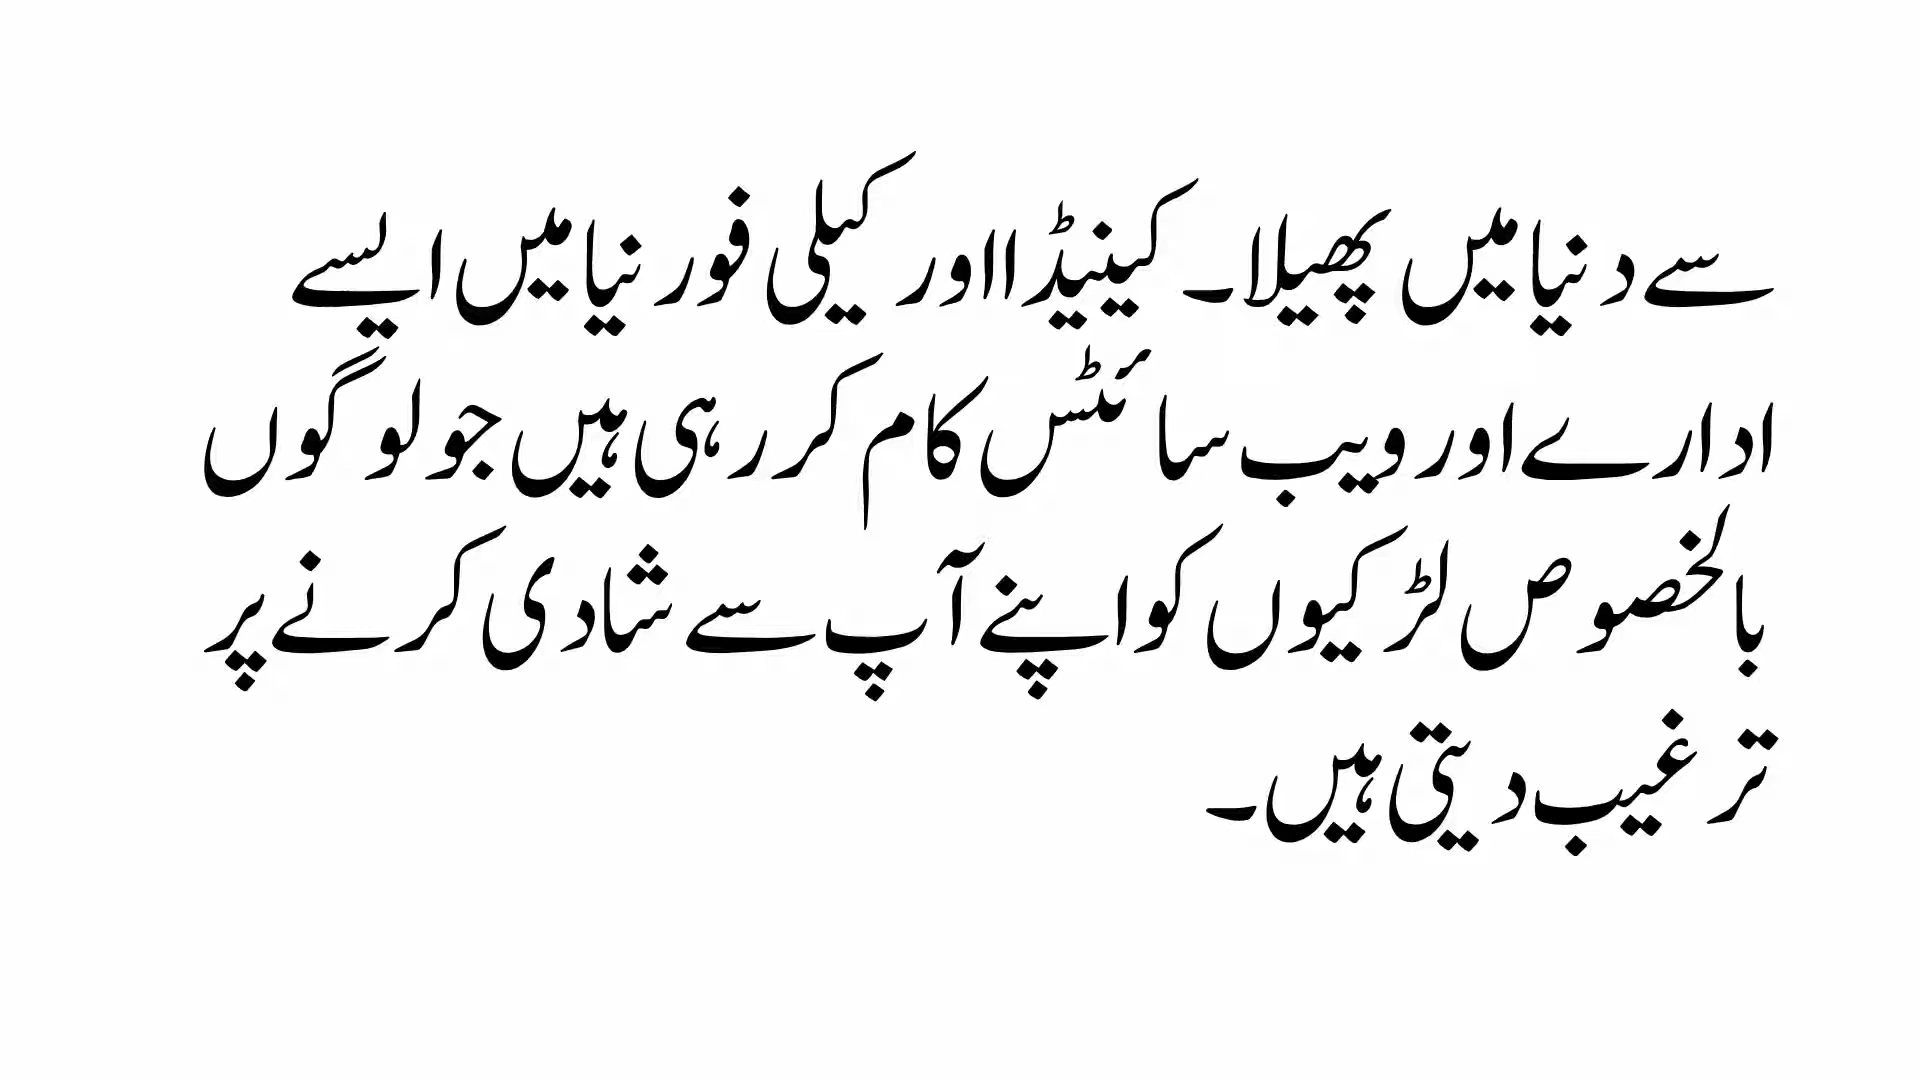 سے دنیا میں پھیلا۔ کینیڈا اور کیلی فورنیا میں ایسے
ادارے اور ویب سائٹس کام کر رہی ہیں جو لوگوں
بالخصوص لڑکیوں کو اپنے آپ سے شادی کرنے پر
ترغیب دیتی ہیں۔